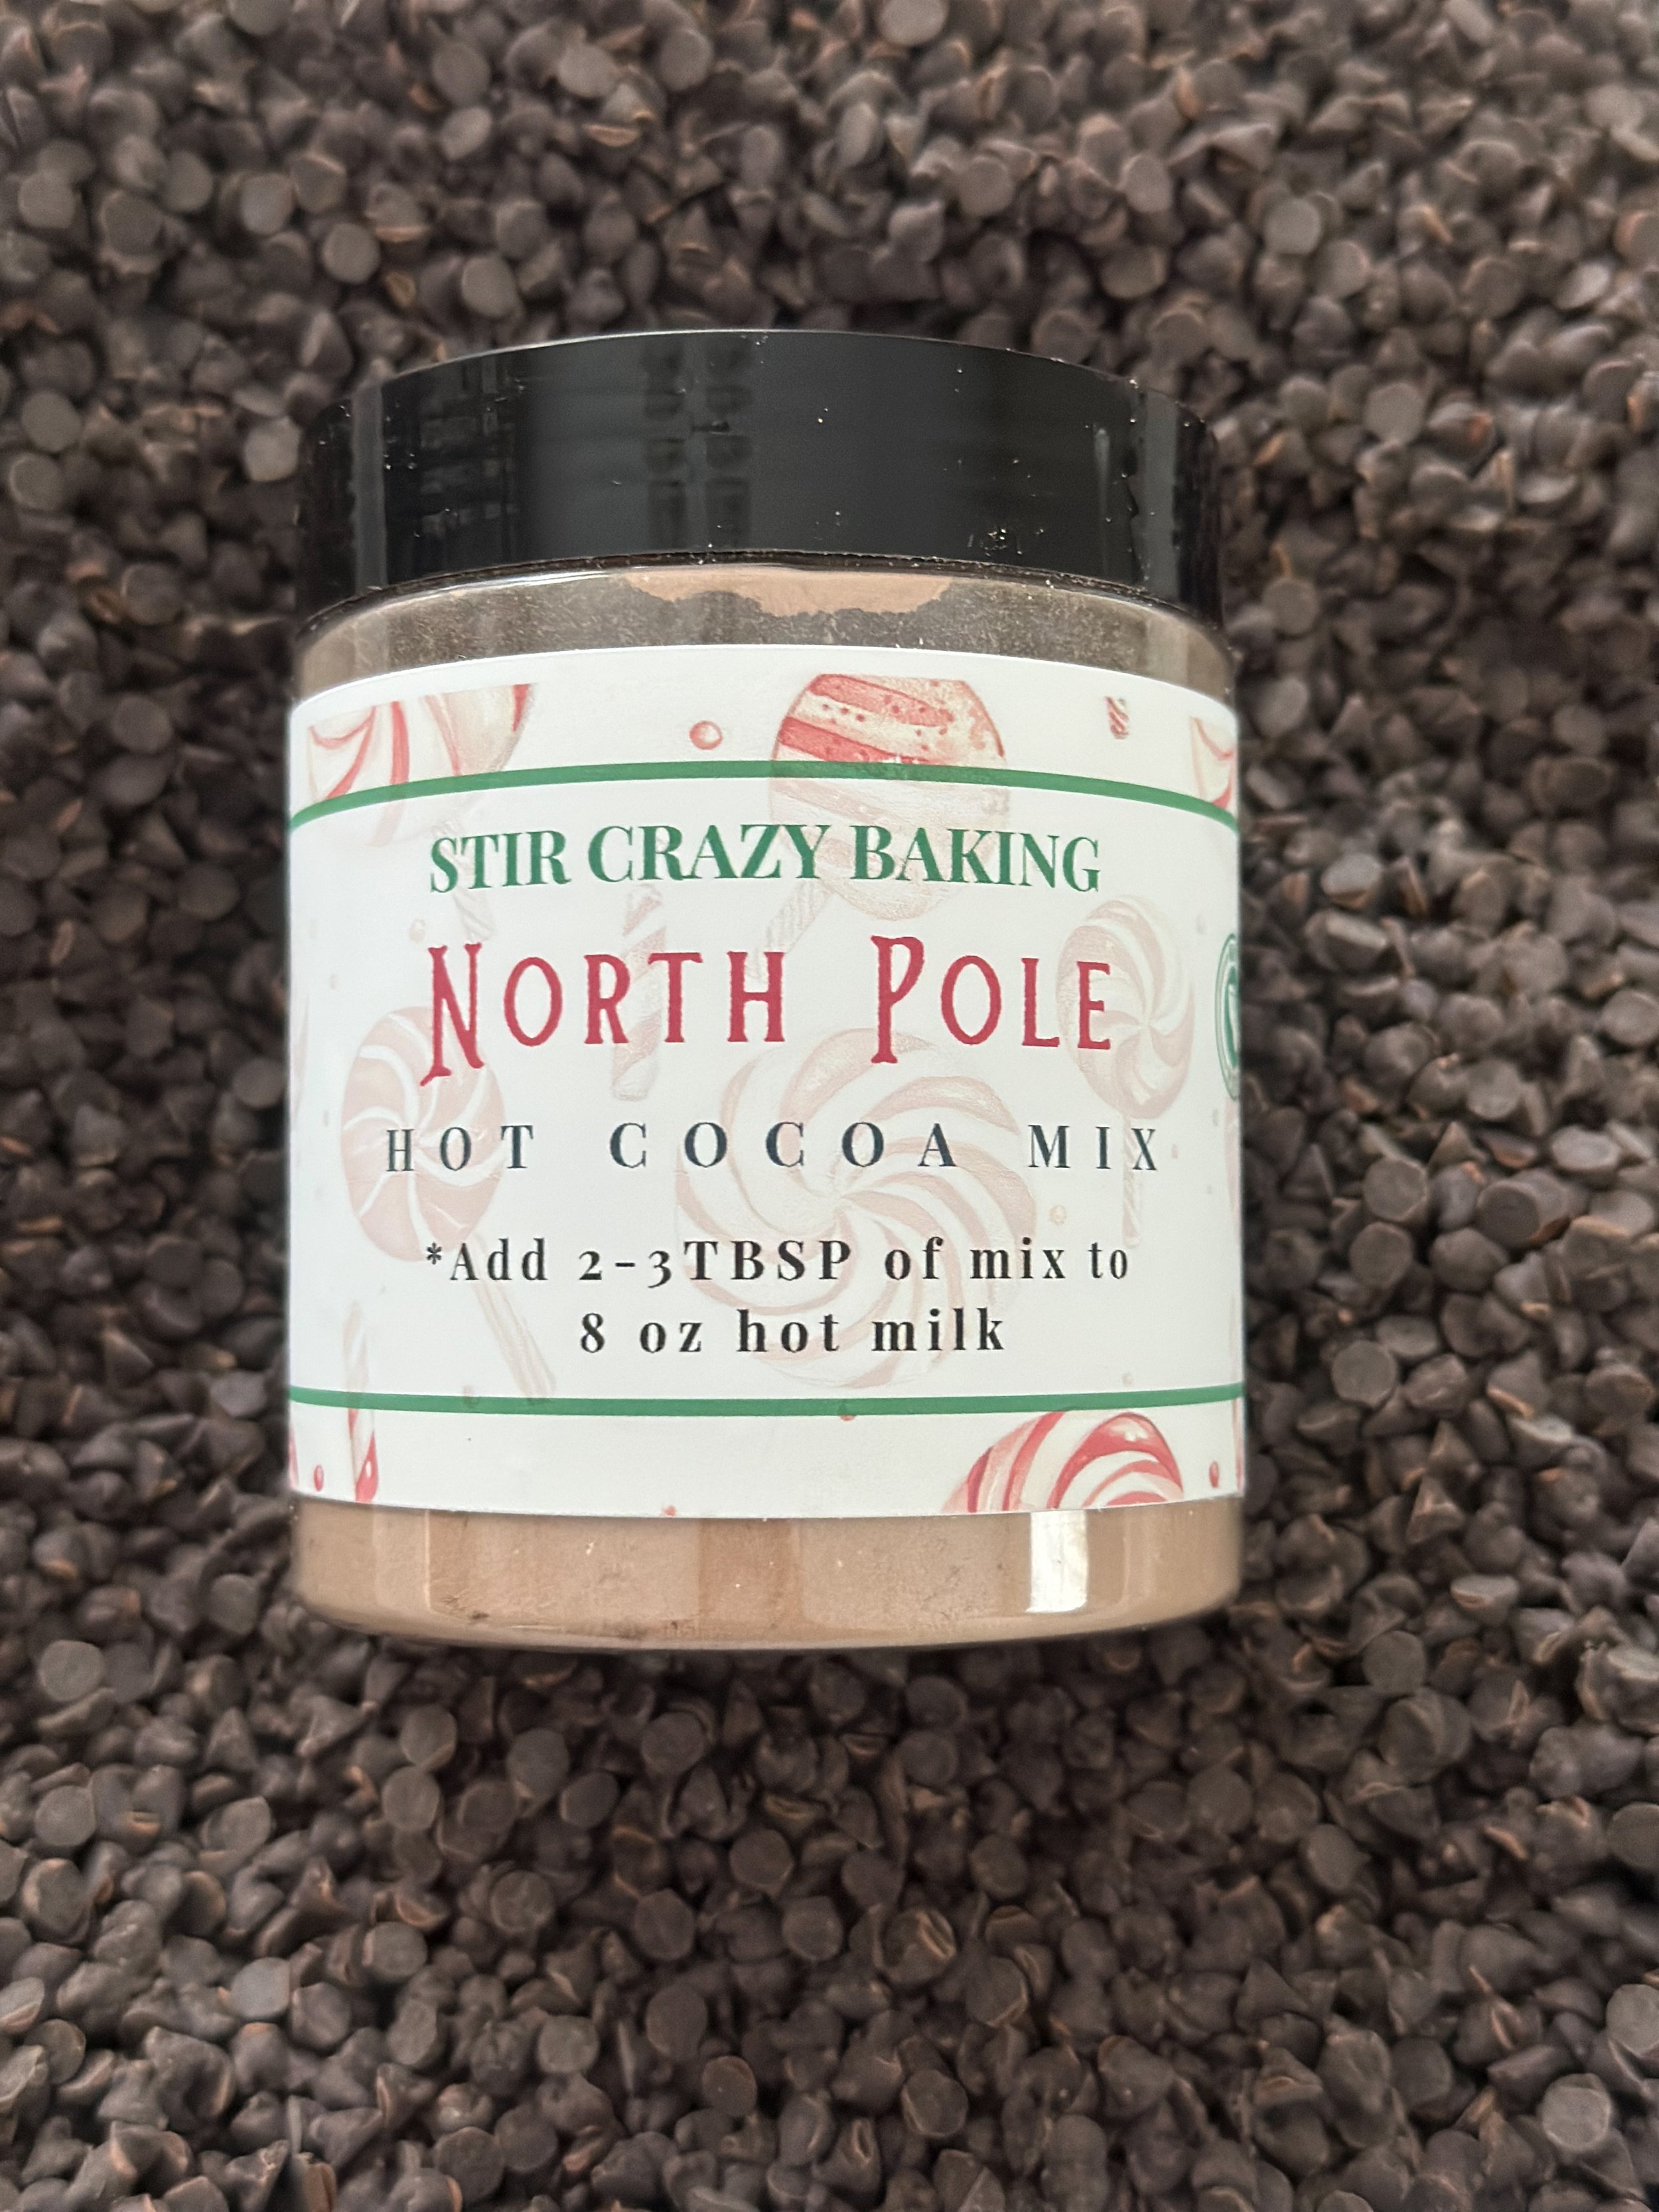 STIR CRAZY BAKING
NORTH POLE
HOT COCOA MIX
*Add 2-3TBSP of mix to
8 oz hot milk